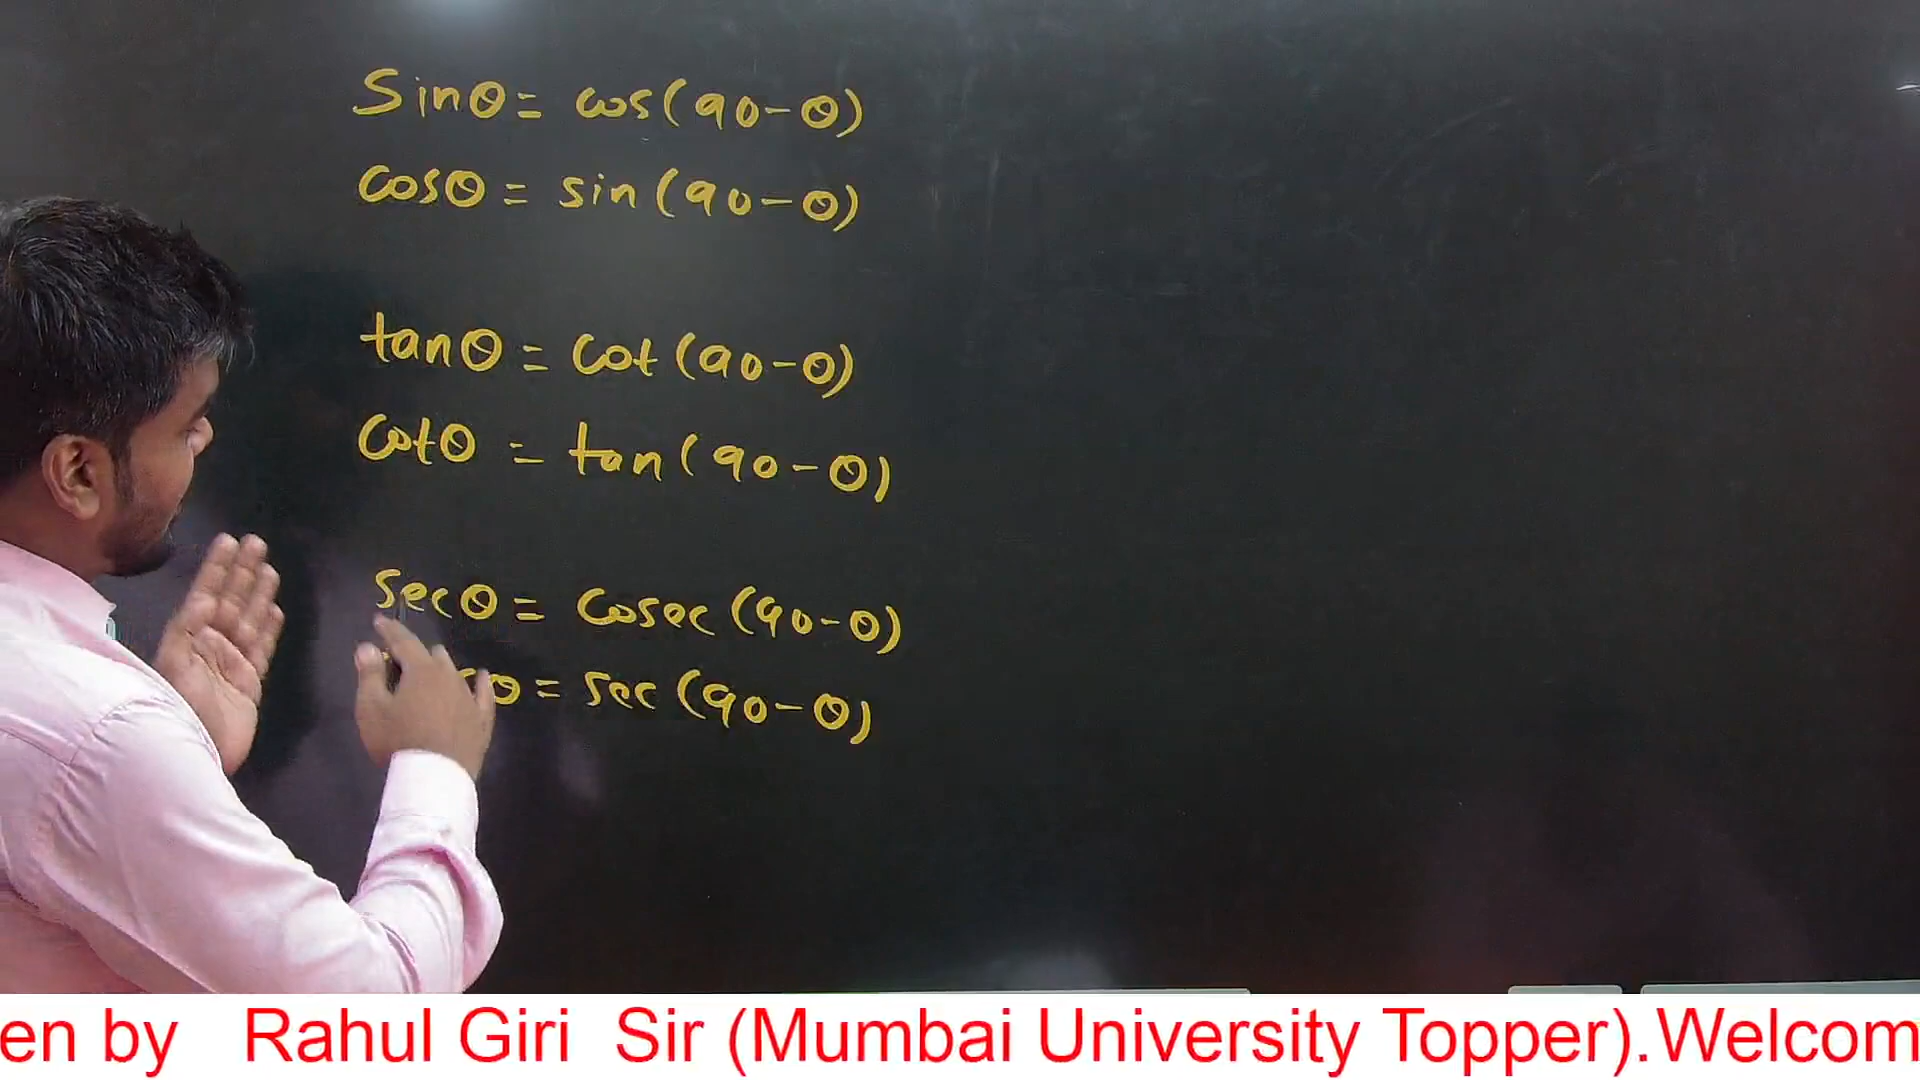 Sinθ = cos(90-θ)
cosθ = sin(90-θ)
tanθ = cot(90-θ)
cotθ = tan(90-θ)
secθ = cosec(90-θ)
θ = sec(90-θ)
en by Rahul Giri Sir (Mumbai University Topper).Welcom